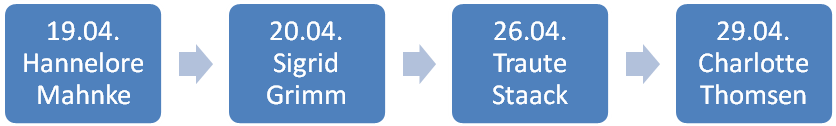 19.04.
Hannelore
Mahnke
20.04.
Sigrid
Grimm
26.04.
Traute
Staack
29.04.
Charlotte
Thomsen